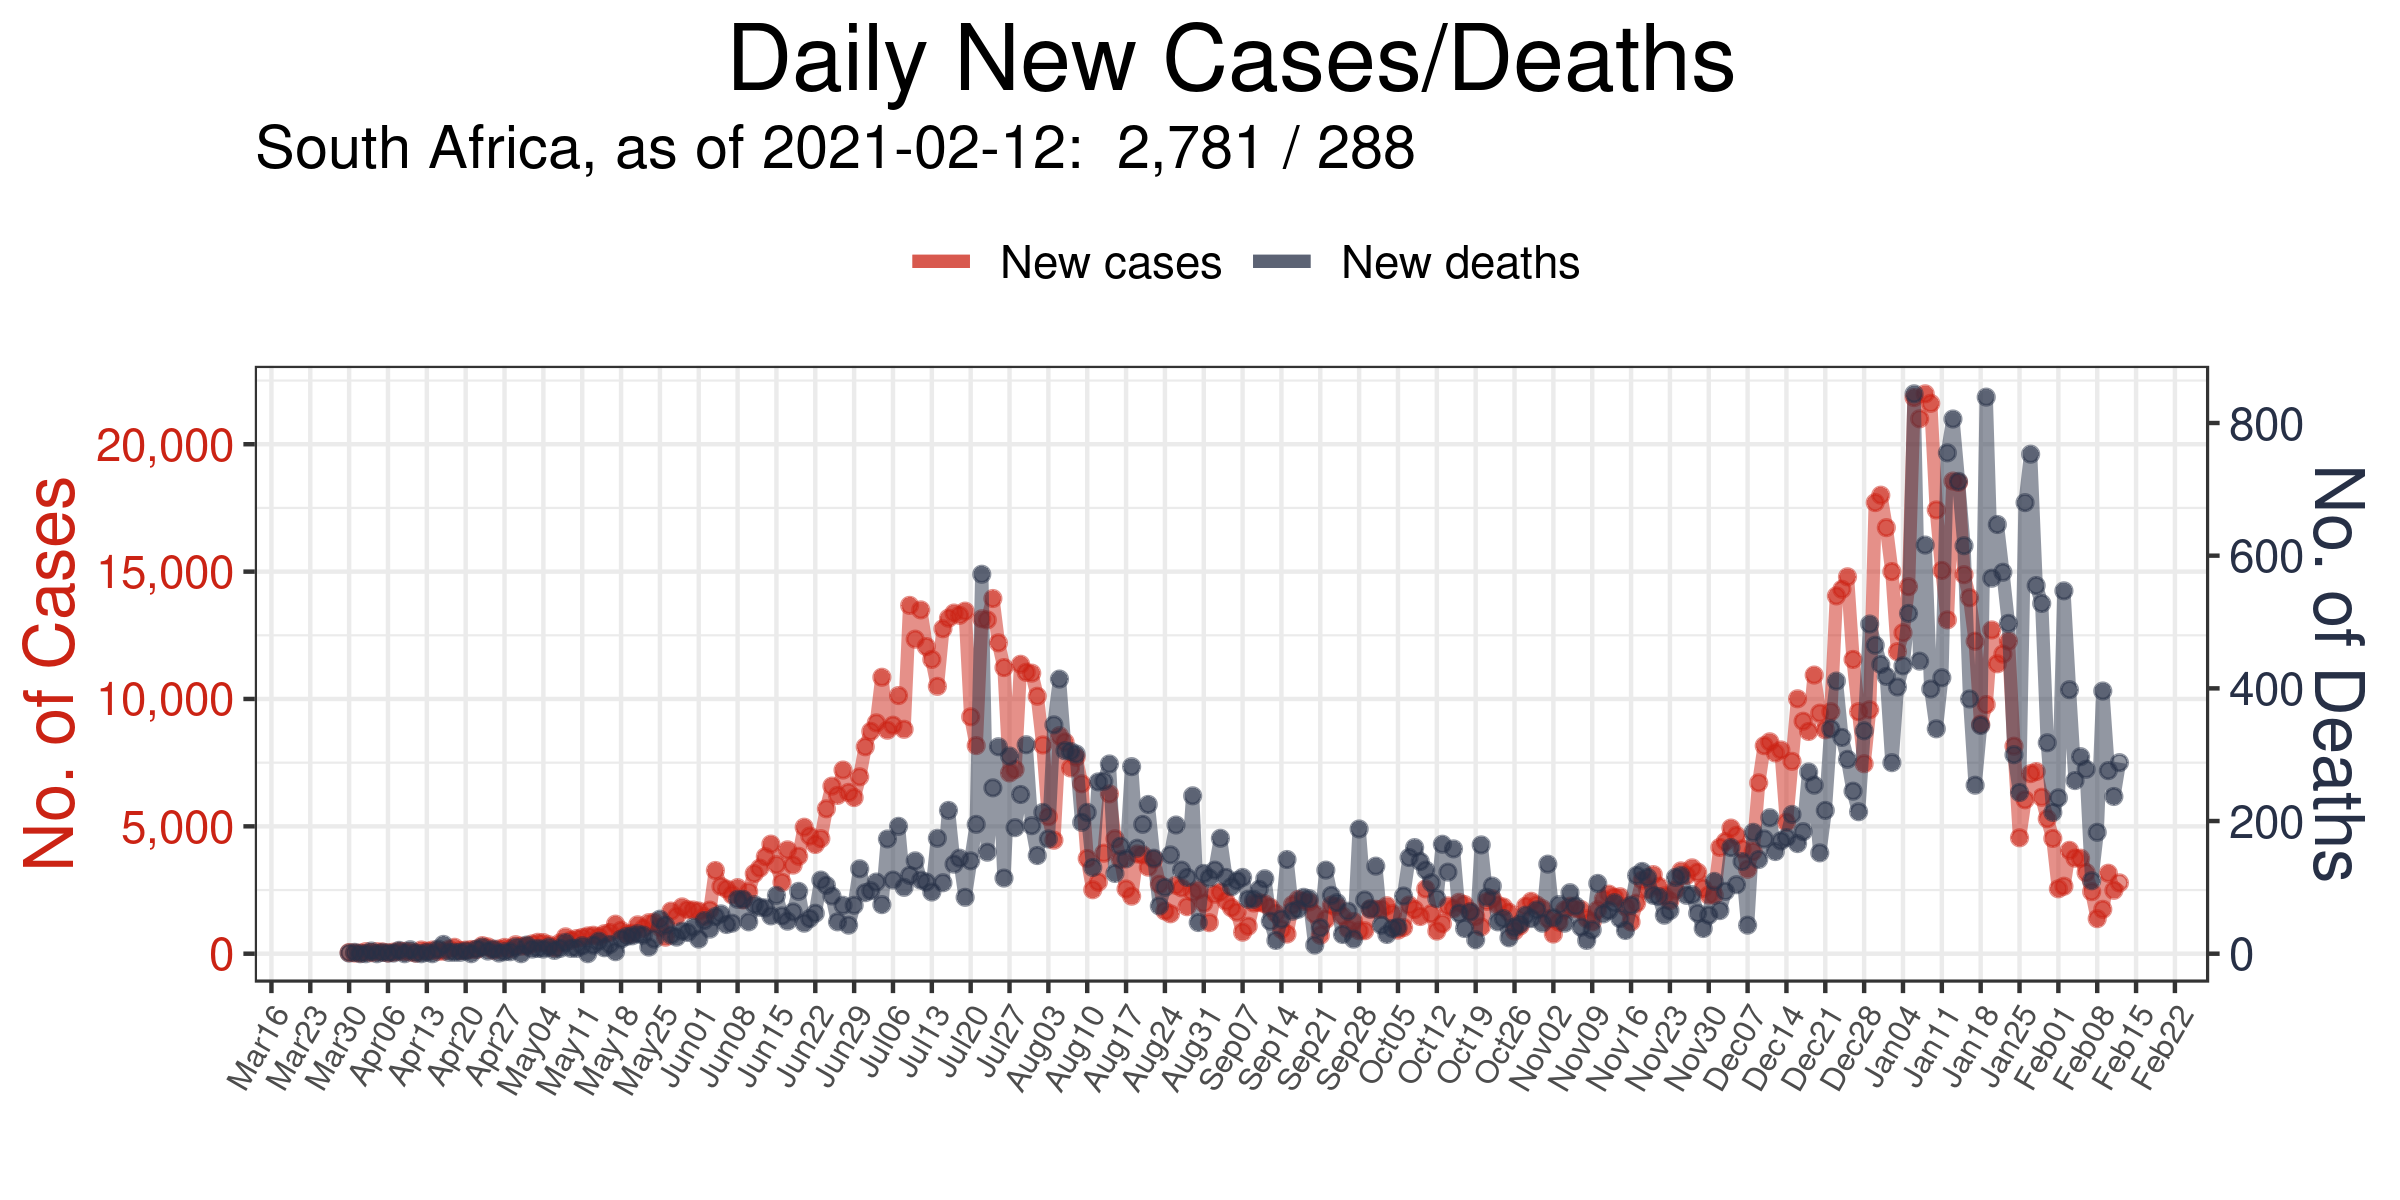 Daily New Cases/Deaths
South Africa, as of 2021-02-12:  2,781 / 288
New cases
New deaths
No. of Cases
20,000
15,000
10,000
5,000
0
800
600
400
200
0
No. of Deaths
Mar16
Mar23
Mar30
Apr06
Apr13
Apr20
Apr27
May04
May11
May18
May25
Jun01
Jun08
Jun15
Jun22
Jun29
Jul06
Jul13
Jul20
Jul27
Aug03
Aug10
Aug17
Aug24
Aug31
Sep07
Sep14
Sep21
Sep28
Oct05
Oct12
Oct19
Oct26
Nov02
Nov09
Nov16
Nov23
Nov30
Dec07
Dec14
Dec21
Dec28
Jan04
Jan11
Jan18
Jan25
Feb01
Feb08
Feb15
Feb22